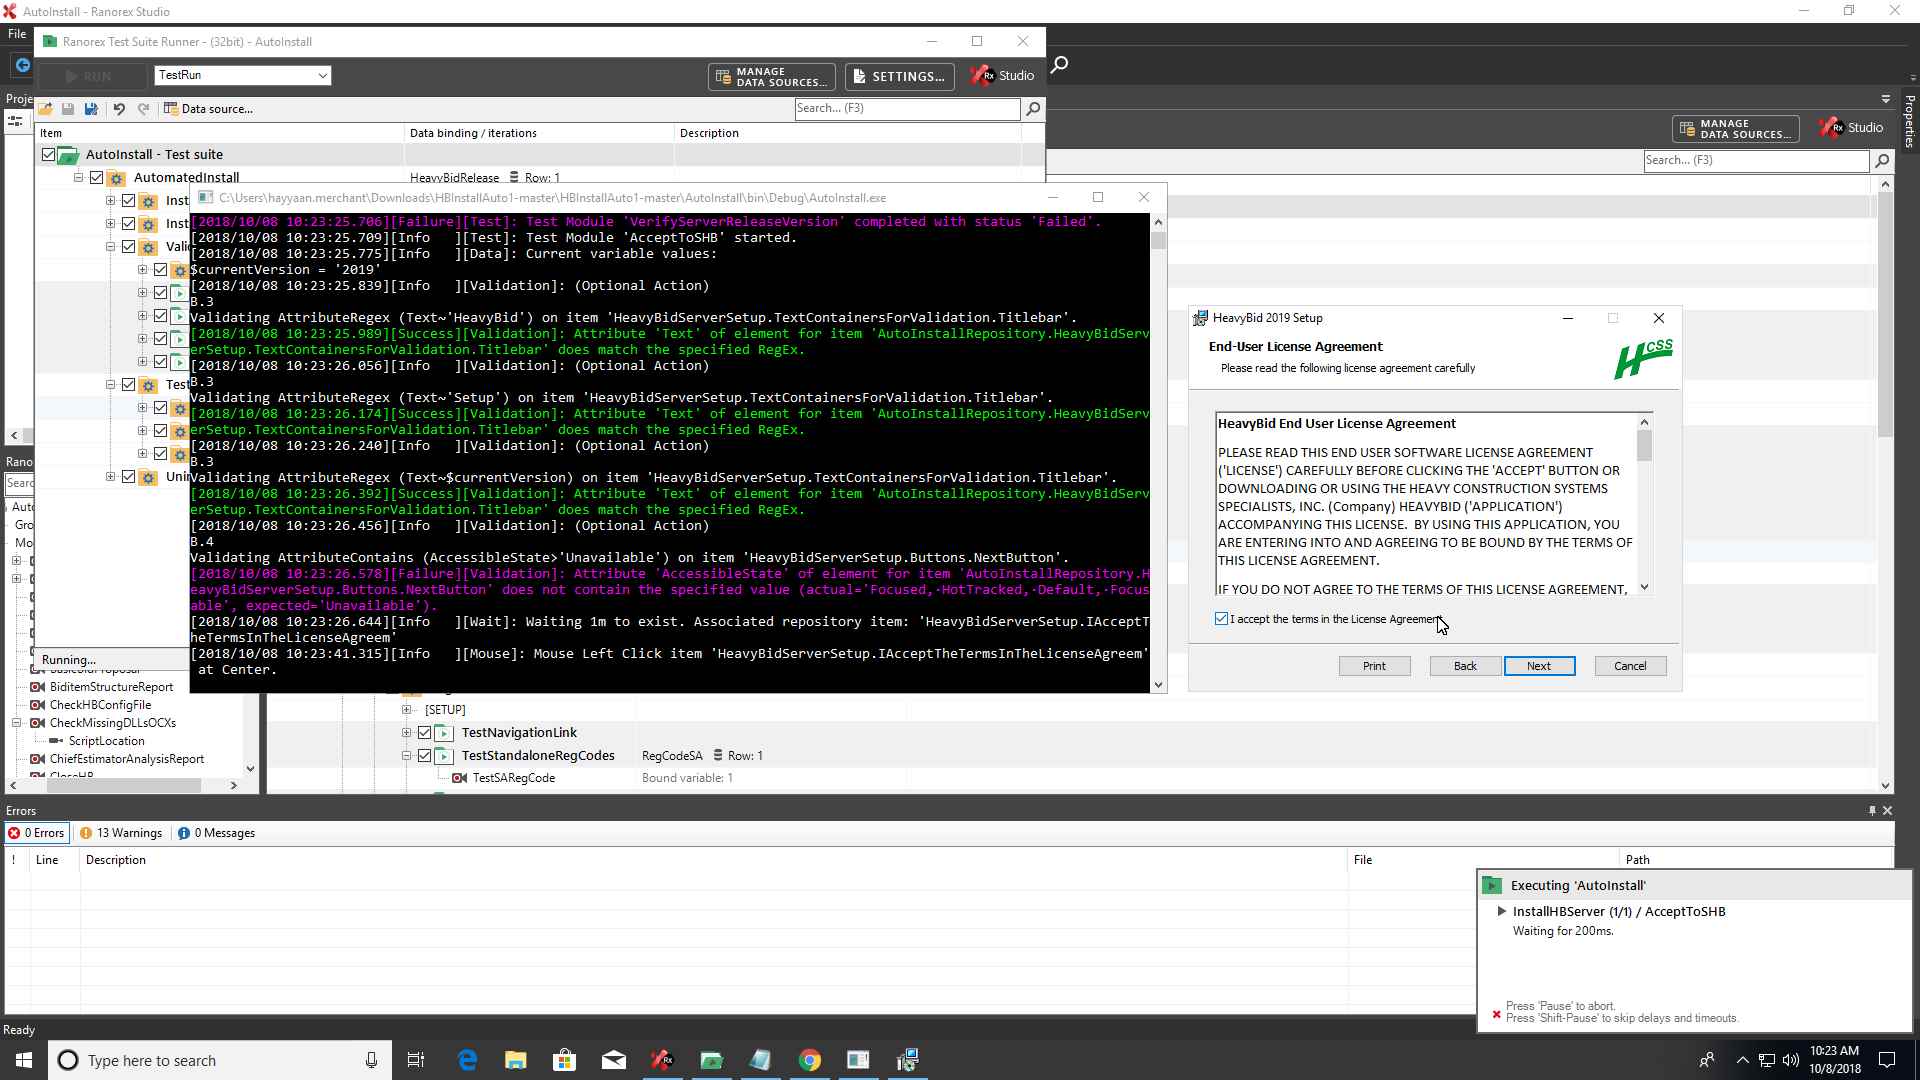 AutoInstall - Ranorex Studio
File
Ranorex Test Suite Runner - (32bit) - AutoInstall
RUN
TestRun
MANAGE
DATA SOURCES...
SETTINGS...
Rx Studio
Proje
Data source...
Search... (F3)
Properties
MANAGE
DATA SOURCES...
Rx Studio
Search... (F3)
Item
Data binding / iterations
Description
AutoInstall - Test suite
AutomatedInstall
HeavyBidRelease
Row: 1
Inst
Inst
Vali
Test
Unin
Running...
C:\Users\hayyaan.merchant\Downloads\HBInstallAuto1-master\HBInstallAuto1-master\AutoInstall\bin\Debug\AutoInstall.exe
[2018/10/08 10:23:25.706][Failure][Test]: Test Module 'VerifyServerReleaseVersion' completed with status 'Failed'.
[2018/10/08 10:23:25.709][Info   ][Test]: Test Module 'AcceptToSHB' started.
[2018/10/08 10:23:25.775][Info   ][Data]: Current variable values:
$currentVersion = '2019'
[2018/10/08 10:23:25.839][Info   ][Validation]: (Optional Action)
B.3
Validating AttributeRegex (Text~'HeavyBid') on item 'HeavyBidServerSetup.TextContainersForValidation.Titlebar'.
[2018/10/08 10:23:25.989][Success][Validation]: Attribute 'Text' of element for item 'AutoInstallRepository.HeavyBidServ
erSetup.TextContainersForValidation.Titlebar' does match the specified RegEx.
[2018/10/08 10:23:26.056][Info   ][Validation]: (Optional Action)
B.3
Validating AttributeRegex (Text~'Setup') on item 'HeavyBidServerSetup.TextContainersForValidation.Titlebar'.
[2018/10/08 10:23:26.174][Success][Validation]: Attribute 'Text' of element for item 'AutoInstallRepository.HeavyBidServ
erSetup.TextContainersForValidation.Titlebar' does match the specified RegEx.
[2018/10/08 10:23:26.240][Info   ][Validation]: (Optional Action)
B.3
Validating AttributeRegex (Text~$currentVersion) on item 'HeavyBidServerSetup.TextContainersForValidation.Titlebar'.
[2018/10/08 10:23:26.392][Success][Validation]: Attribute 'Text' of element for item 'AutoInstallRepository.HeavyBidServ
erSetup.TextContainersForValidation.Titlebar' does match the specified RegEx.
[2018/10/08 10:23:26.456][Info   ][Validation]: (Optional Action)
B.4
Validating AttributeContains (AccessibleState>'Unavailable') on item 'HeavyBidServerSetup.Buttons.NextButton'.
[2018/10/08 10:23:26.578][Failure][Validation]: Attribute 'AccessibleState' of element for item 'AutoInstallRepository.H
eavyBidServerSetup.Buttons.NextButton' does not contain the specified value (actual='Focused,·HotTracked,·Default,·Focus
able', expected='Unavailable').
[2018/10/08 10:23:26.644][Info   ][Wait]: Waiting 1m to exist. Associated repository item: 'HeavyBidServerSetup.IAcceptT
heTermsInTheLicenseAgreem'
[2018/10/08 10:23:41.315][Info   ][Mouse]: Mouse Left Click item 'HeavyBidServerSetup.IAcceptTheTermsInTheLicenseAgreem'
at Center.
HeavyBid 2019 Setup
End-User License Agreement
Please read the following license agreement carefully
HCSS
HeavyBid End User License Agreement
PLEASE READ THIS END USER SOFTWARE LICENSE AGREEMENT
('LICENSE') CAREFULLY BEFORE CLICKING THE 'ACCEPT' BUTTON OR
DOWNLOADING OR USING THE HEAVY CONSTRUCTION SYSTEMS
SPECIALISTS, INC. (Company) HEAVYBID ('APPLICATION')
ACCOMPANYING THIS LICENSE.  BY USING THIS APPLICATION, YOU
ARE ENTERING INTO AND AGREEING TO BE BOUND BY THE TERMS OF
THIS LICENSE AGREEMENT.
IF YOU DO NOT AGREE TO THE TERMS OF THIS LICENSE AGREEMENT,
I accept the terms in the License Agreement
Print
Back
Next
Cancel
Rano
Searc
Auto
Gro
Mo
BiditemStructureReport
CheckHBConfigFile
CheckMissingDLLsOCXs
ScriptLocation
ChiefEstimatorAnalysisReport
CloseHB
[SETUP]
TestNavigationLink
TestStandaloneRegCodes
RegCodeSA
Row: 1
TestSARegCode
Bound variable: 1
Errors
0 Errors
13 Warnings
0 Messages
!
Line
Description
File
Path
Executing 'AutoInstall'
InstallHBServer (1/1) / AcceptToSHB
Waiting for 200ms.
Press 'Pause' to abort.
Press 'Shift-Pause' to skip delays and timeouts.
Ready
Type here to search
Rx
10:23 AM
10/8/2018